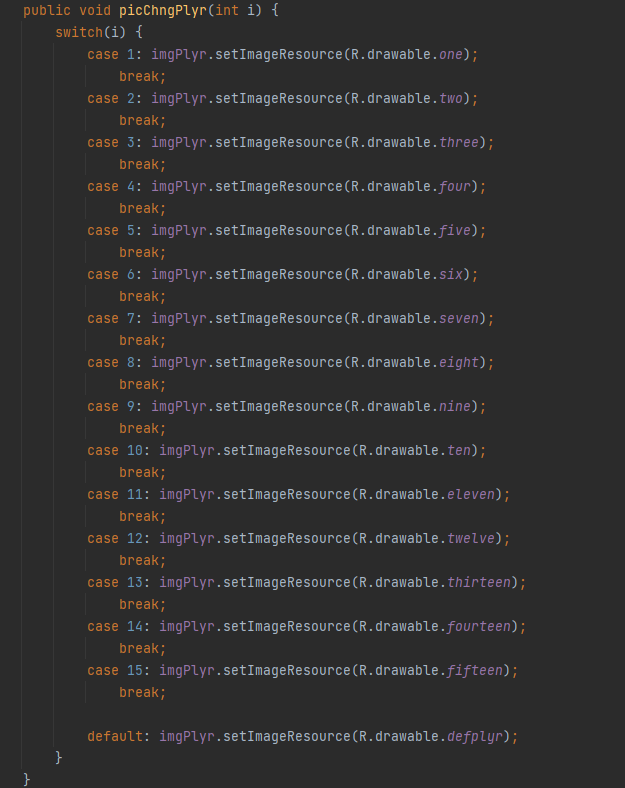 public void picChngPlyr(int i) {
    switch(i) {
        case 1: imgPlyr.setImageResource(R.drawable.one);
            break;
        case 2: imgPlyr.setImageResource(R.drawable.two);
            break;
        case 3: imgPlyr.setImageResource(R.drawable.three);
            break;
        case 4: imgPlyr.setImageResource(R.drawable.four);
            break;
        case 5: imgPlyr.setImageResource(R.drawable.five);
            break;
        case 6: imgPlyr.setImageResource(R.drawable.six);
            break;
        case 7: imgPlyr.setImageResource(R.drawable.seven);
            break;
        case 8: imgPlyr.setImageResource(R.drawable.eight);
            break;
        case 9: imgPlyr.setImageResource(R.drawable.nine);
            break;
        case 10: imgPlyr.setImageResource(R.drawable.ten);
            break;
        case 11: imgPlyr.setImageResource(R.drawable.eleven);
            break;
        case 12: imgPlyr.setImageResource(R.drawable.twelve);
            break;
        case 13: imgPlyr.setImageResource(R.drawable.thirteen);
            break;
        case 14: imgPlyr.setImageResource(R.drawable.fourteen);
            break;
        case 15: imgPlyr.setImageResource(R.drawable.fifteen);
            break;

        default: imgPlyr.setImageResource(R.drawable.defplyr);
    }
}